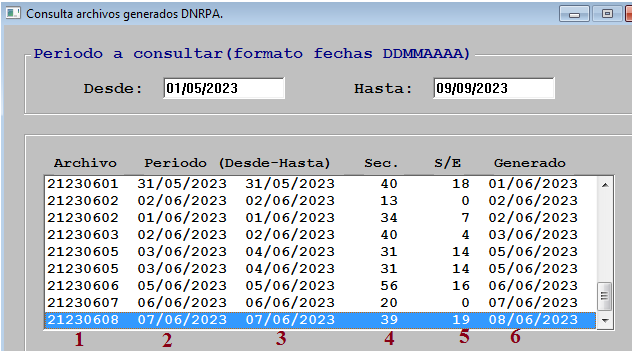 Consulta archivos generados DNRPA.
Periodo a consultar(formato fechas DDMMAAAA)
Desde: 01/05/2023 Hasta: 09/09/2023
Archivo Periodo (Desde-Hasta) Sec. S/E Generado
21230601 31/05/2023 31/05/2023 40 18 01/06/2023
21230602 02/06/2023 02/06/2023 13 0 02/06/2023
21230602 01/06/2023 01/06/2023 34 7 02/06/2023
21230603 02/06/2023 02/06/2023 40 4 03/06/2023
21230605 03/06/2023 04/06/2023 31 14 05/06/2023
21230605 03/06/2023 04/06/2023 31 14 05/06/2023
21230606 05/06/2023 05/06/2023 56 16 06/06/2023
21230607 06/06/2023 06/06/2023 20 0 07/06/2023
21230608 07/06/2023 07/06/2023 39 19 08/06/2023
1 2 3 4 5 6